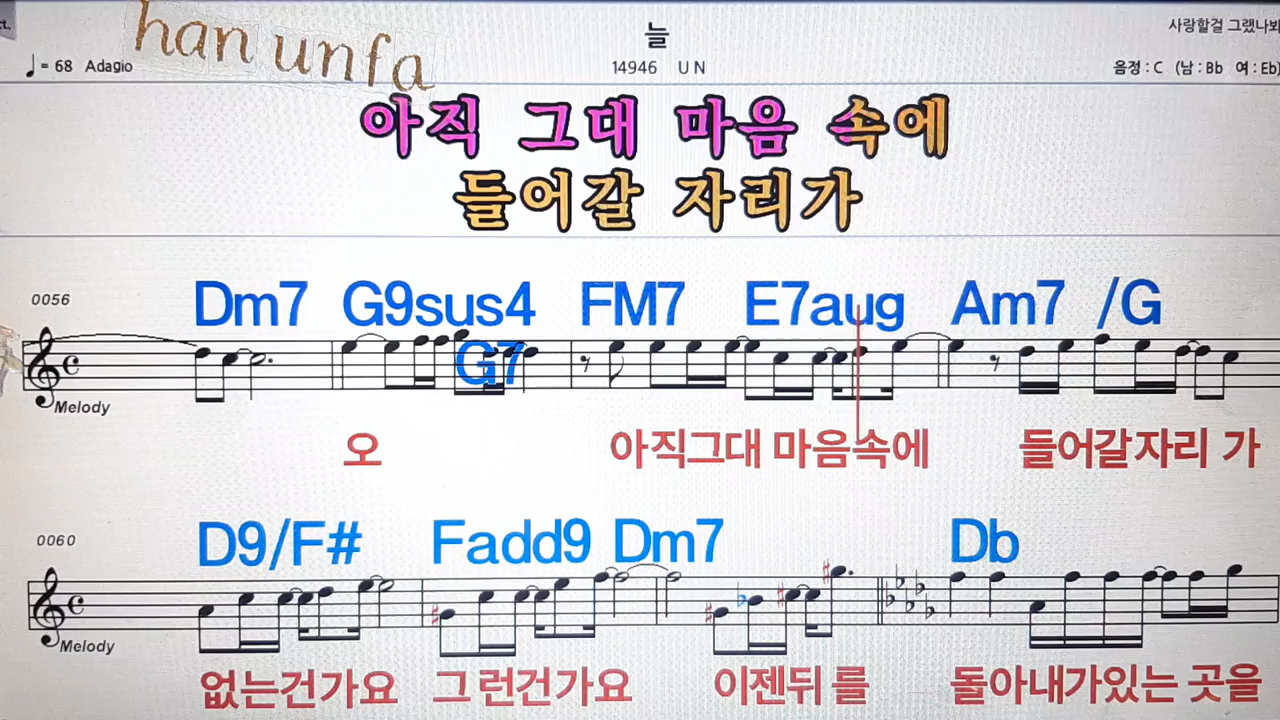 ct.
han unfa
늘
사랑할걸 그랬나봐
♩= 68 Adagio
14946 U N
음정 : C (남 : Bb 여 : Eb)
아직 그대 마음 속에
들어갈 자리가
0056
Dm7 G9sus4 FM7 E7aug Am7 /G
G7
Melody
오 아직그대 마음속에 들어갈자리 가
0060
D9/F# Fadd9 Dm7 Db
Melody
없는건가요 그런건가요 이젠뒤 를 돌아내가있는 곳을